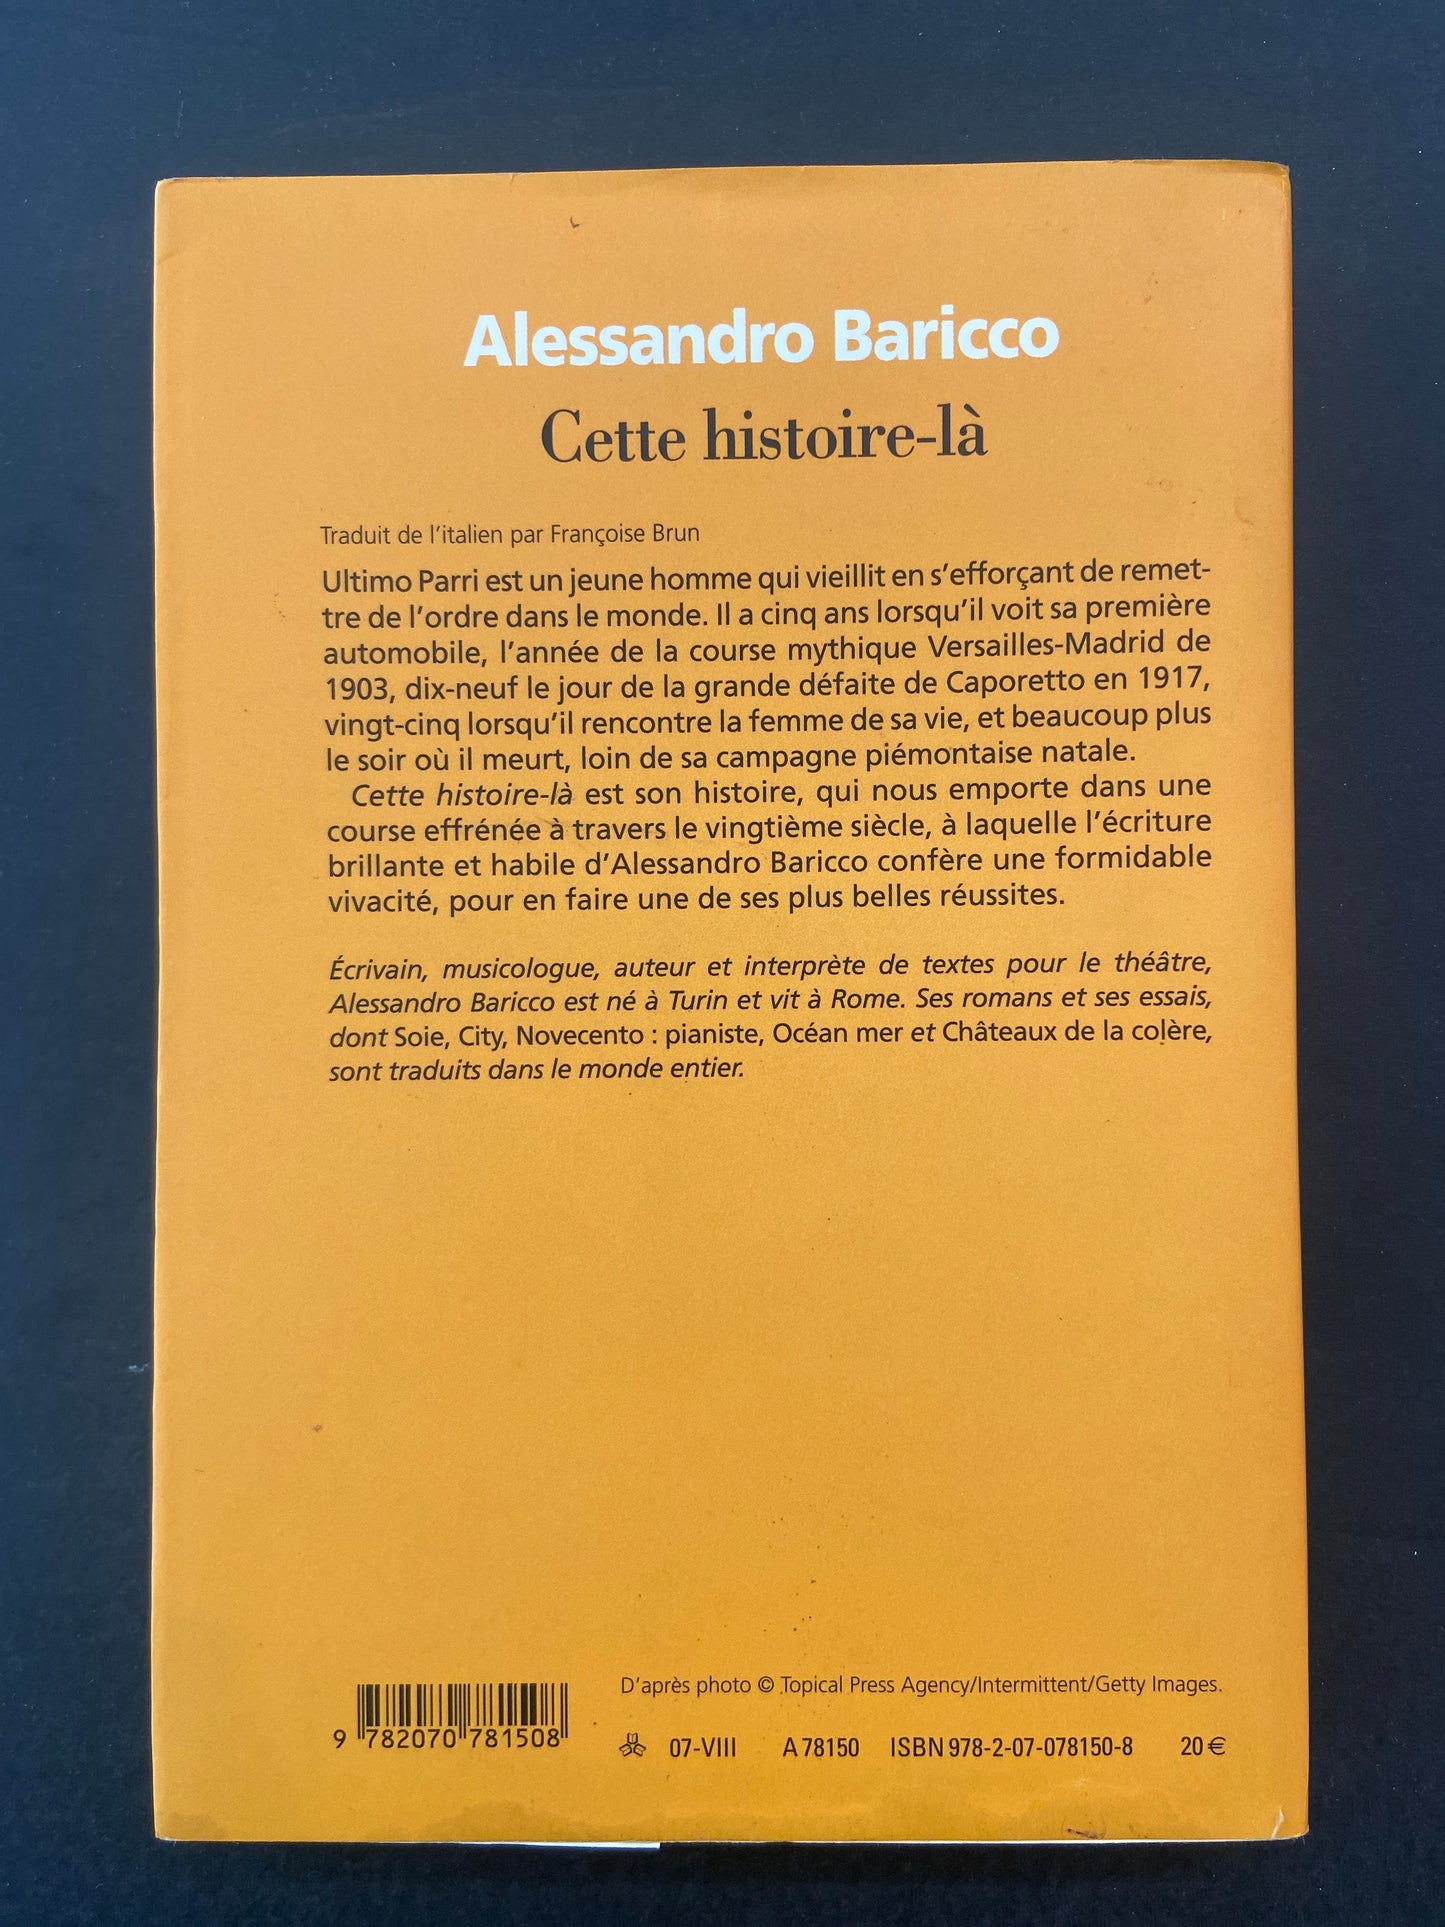 Alessandro Baricco
Cette histoire-là
Traduit de l'italien par Françoise Brun
Ultimo Parri est un jeune homme qui vieillit en s'efforçant de remet-
tre de l'ordre dans le monde. Il a cinq ans lorsqu'il voit sa première
automobile, l'année de la course mythique Versailles-Madrid de
1903, dix-neuf le jour de la grande défaite de Caporetto en 1917,
vingt-cinq lorsqu'il rencontre la femme de sa vie, et beaucoup plus
le soir où il meurt, loin de sa campagne piémontaise natale.
Cette histoire-là est son histoire, qui nous emporte dans une
course effrénée à travers le vingtième siècle, à laquelle l'écriture
brillante et habile d'Alessandro Baricco confère une formidable
vivacité, pour en faire une de ses plus belles réussites.
Écrivain, musicologue, auteur et interprète de textes pour le théâtre,
Alessandro Baricco est né à Turin et vit à Rome. Ses romans et ses essais,
dont Soie, City, Novecento : pianiste, Océan mer et Châteaux de la colère,
sont traduits dans le monde entier.
D'après photo © Topical Press Agency/Intermittent/Getty Images.
9 782070 781508
07-VIII A 78150 ISBN 978-2-07-078150-8 20 €